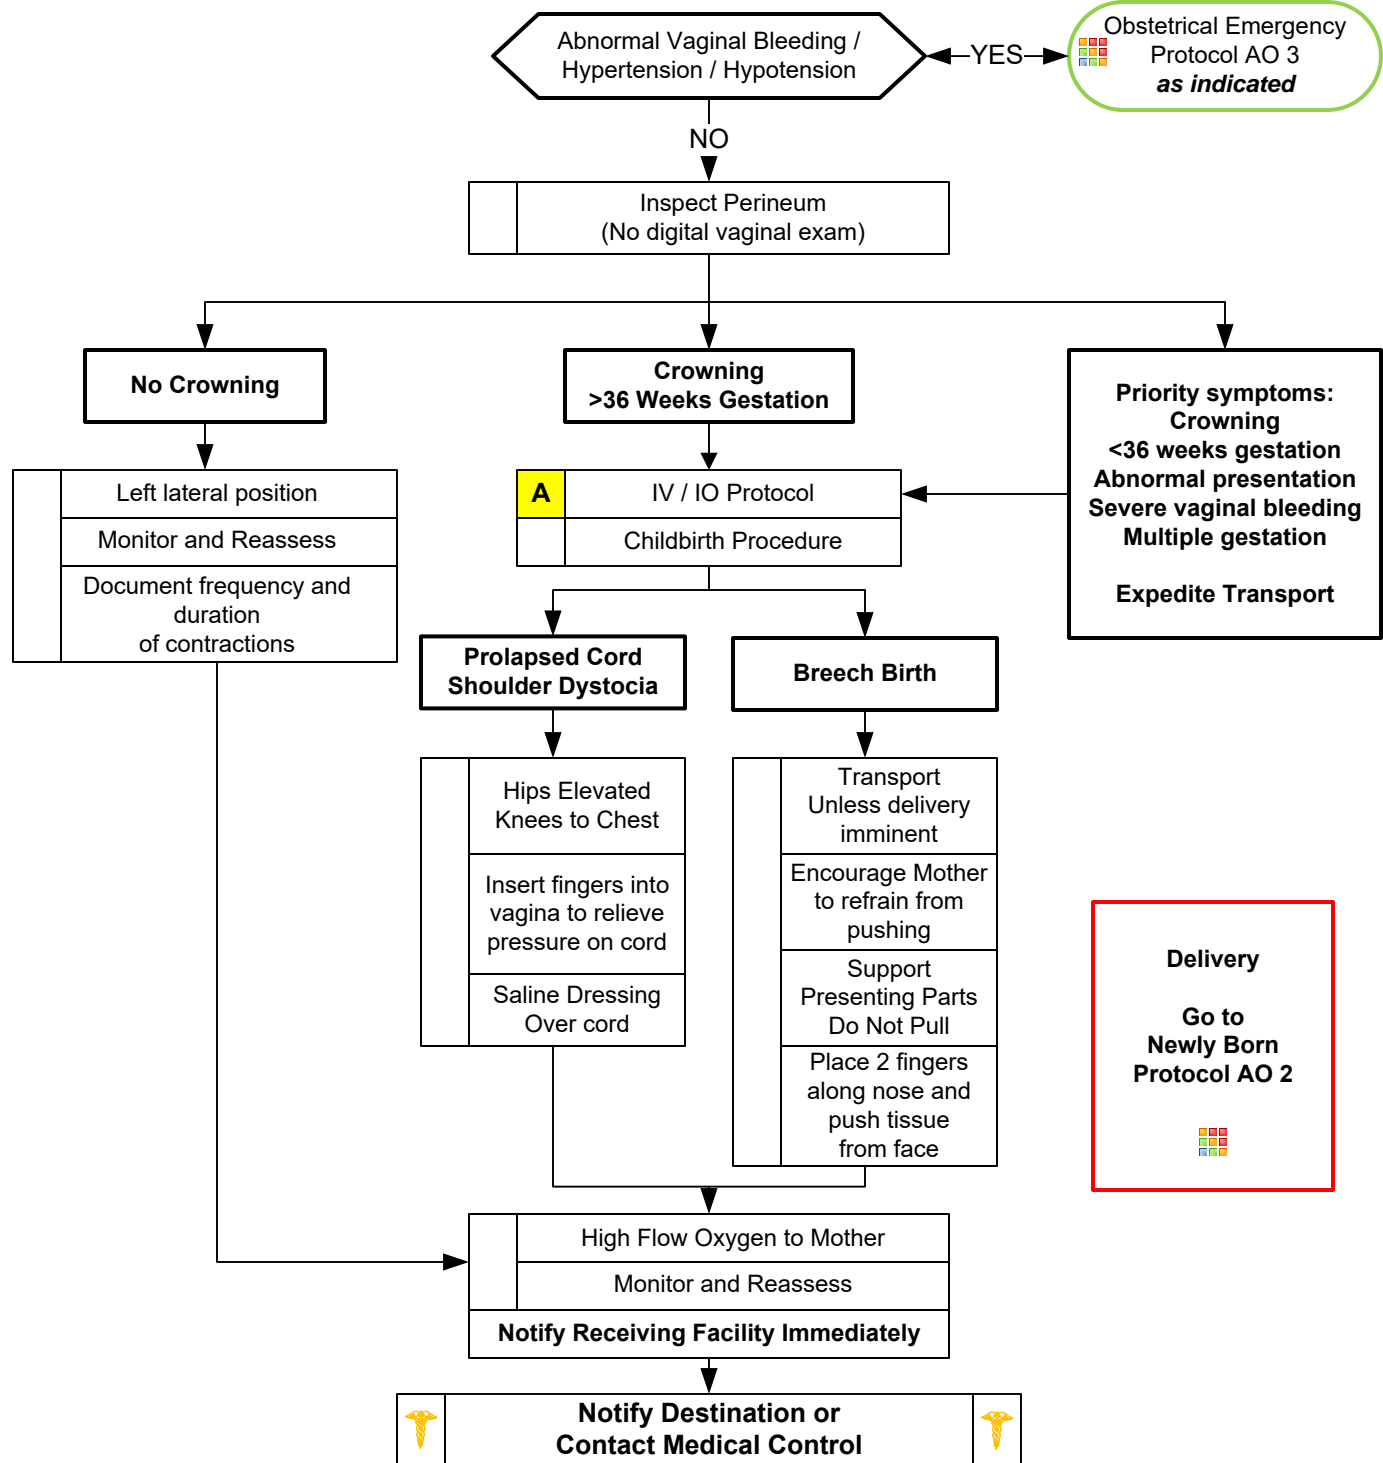 Abnormal Vaginal Bleeding /
Hypertension / Hypotension
YES
Obstetrical Emergency
Protocol AO 3
as indicated
NO
Inspect Perineum
(No digital vaginal exam)
No Crowning
Crowning
>36 Weeks Gestation
Priority symptoms:
Crowning
<36 weeks gestation
Abnormal presentation
Severe vaginal bleeding
Multiple gestation
Expedite Transport
Left lateral position
Monitor and Reassess
Document frequency and
duration
of contractions
A
IV / IO Protocol
Childbirth Procedure
Prolapsed Cord
Shoulder Dystocia
Breech Birth
Hips Elevated
Knees to Chest
Insert fingers into
vagina to relieve
pressure on cord
Saline Dressing
Over cord
Transport
Unless delivery
imminent
Encourage Mother
to refrain from
pushing
Support
Presenting Parts
Do Not Pull
Place 2 fingers
along nose and
push tissue
from face
Delivery
Go to
Newly Born
Protocol AO 2
High Flow Oxygen to Mother
Monitor and Reassess
Notify Receiving Facility Immediately
Notify Destination or
Contact Medical Control